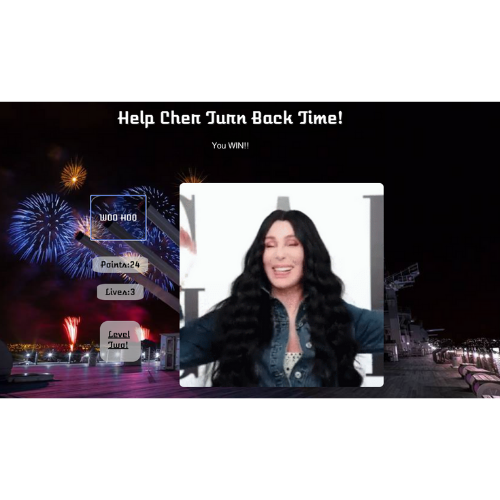 Help Cher Turn Back Time!
You WIN!!
WOO HOO
Points:24
Lives:3
Level
Two!